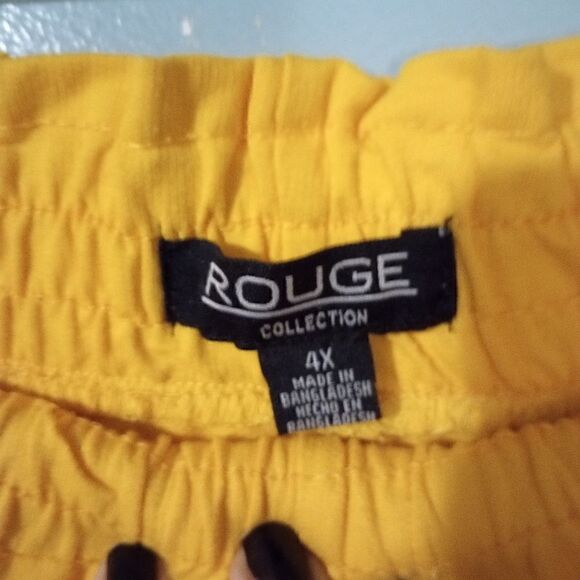 ROUGE
COLLECTION
4X
MADE IN
BANGLADESH
HECHO EN
BANGLADESH